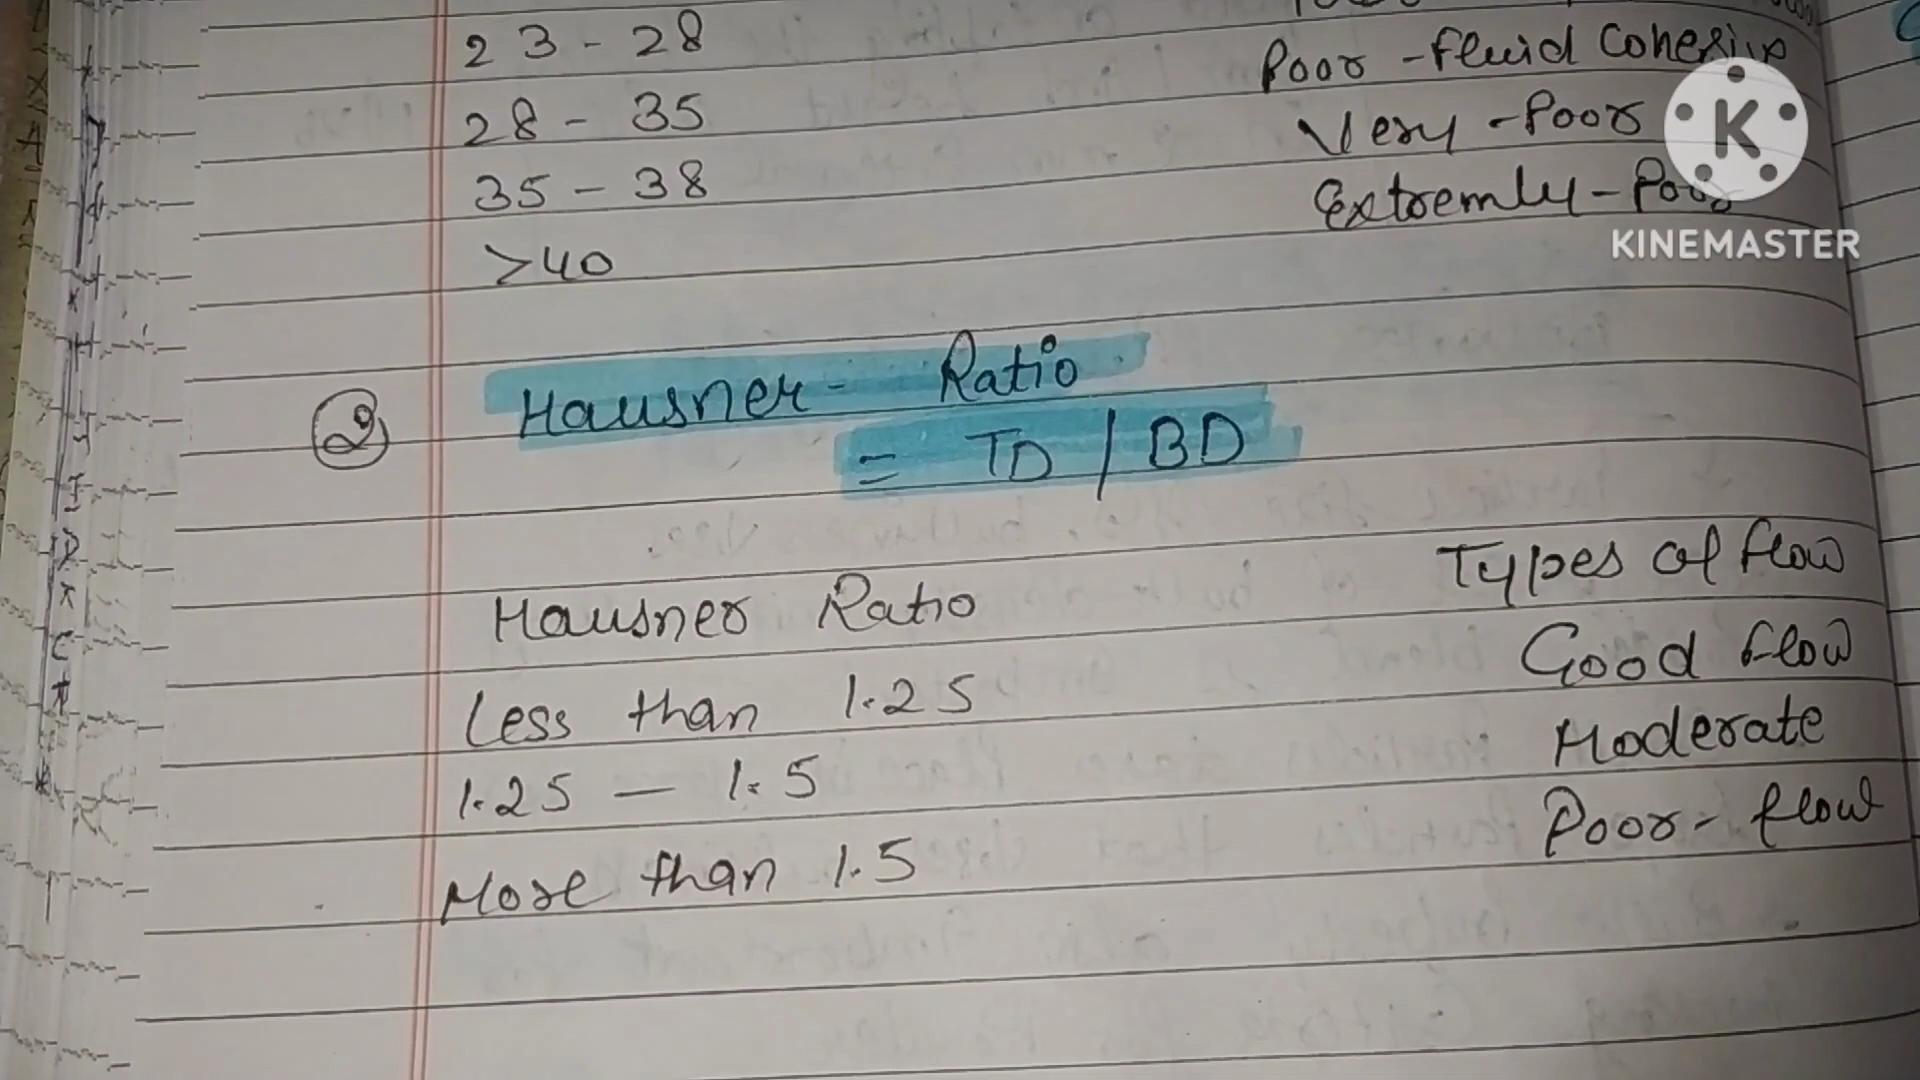 23-28
Poor - fluid Cohesive
28 - 35
Very - Poor
35 - 38
Extremly - Poor
>40
KINEMASTER
2 Hausner - Ratio
= TD / BD
Hausner Ratio Types of flow
Less than 1.25 Good flow
1.25 — 1.5 Moderate
More than 1.5 Poor - flow